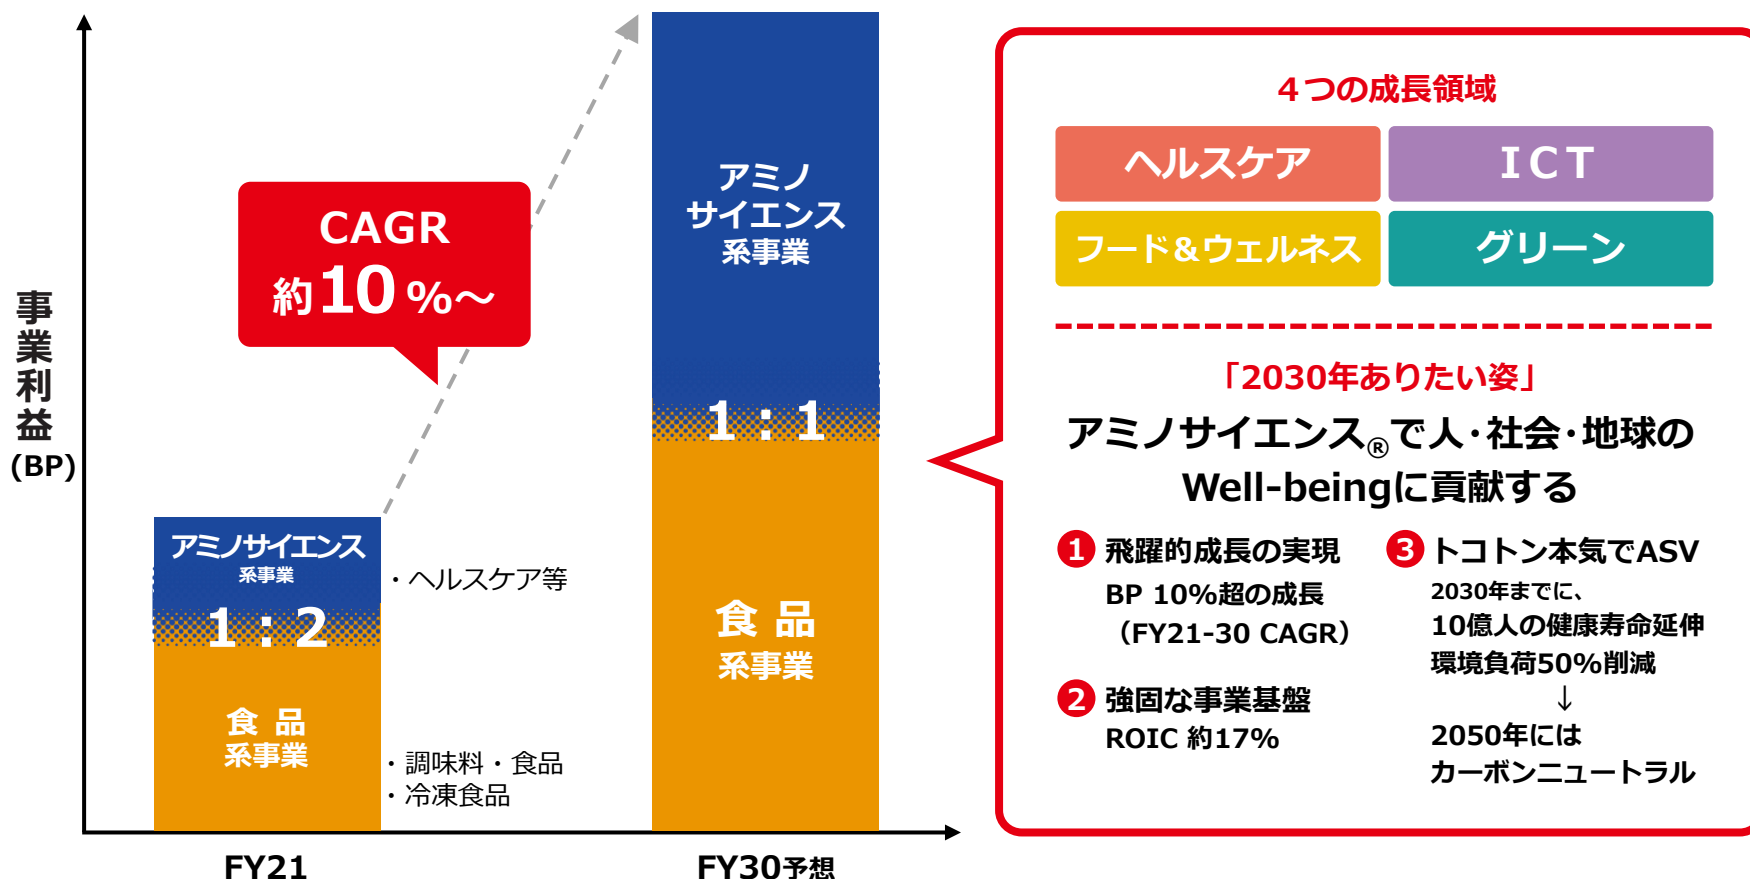 事業利益
(BP)
CAGR
約10%～
アミノサイエンス
系事業
1：2
食品
系事業
・ヘルスケア等
・調味料・食品
・冷凍食品
FY21
アミノ
サイエンス
系事業
1：1
食品
系事業
FY30予想
４つの成長領域
ヘルスケア
ICT
フード＆ウェルネス
グリーン
「2030年ありたい姿」
アミノサイエンス®で人・社会・地球の
Well-beingに貢献する
1 飛躍的成長の実現
BP 10%超の成長
（FY21-30 CAGR）
2 強固な事業基盤
ROIC 約17%
3 トコトン本気でASV
2030年までに、
10億人の健康寿命延伸
環境負荷50%削減
↓
2050年には
カーボンニュートラル